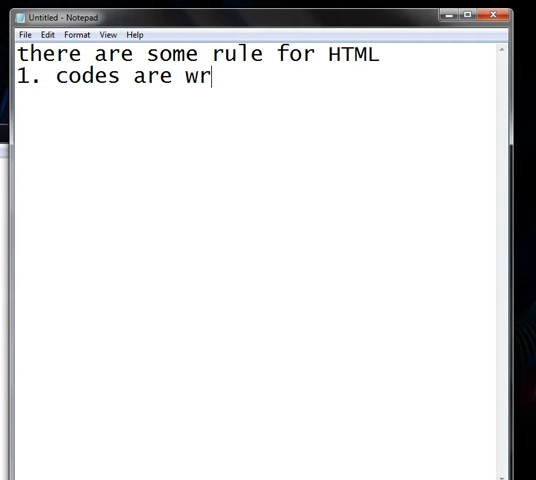 Untitled - Notepad
File Edit Format View Help
there are some rule for HTML
1. codes are wr